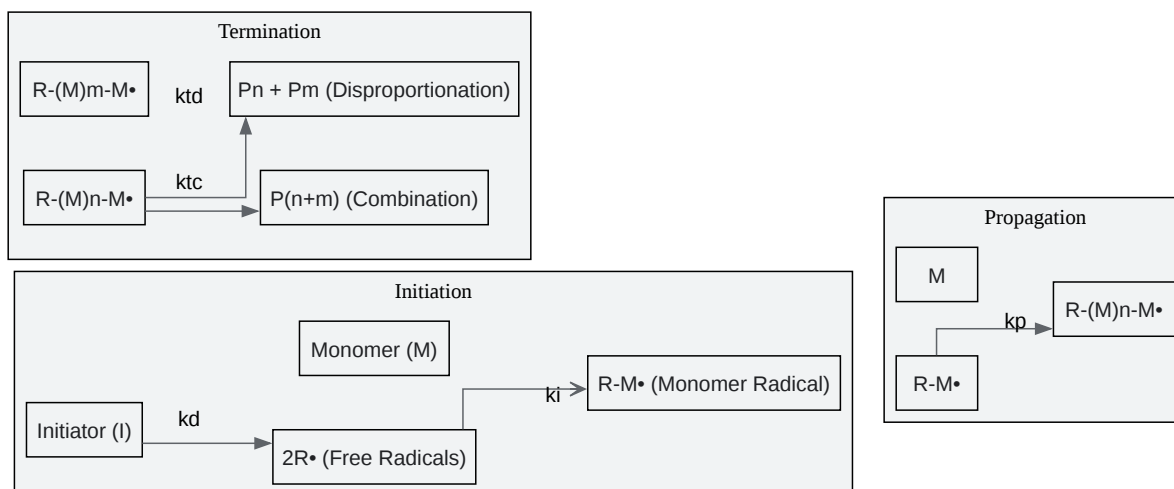 Termination
R-(M)m-M•
ktd
Pn + Pm (Disproportionation)
R-(M)n-M•
ktc
P(n+m) (Combination)
Initiation
Monomer (M)
Initiator (I)
kd
2R• (Free Radicals)
ki
R-M• (Monomer Radical)
Propagation
M
R-M•
kp
R-(M)n-M•